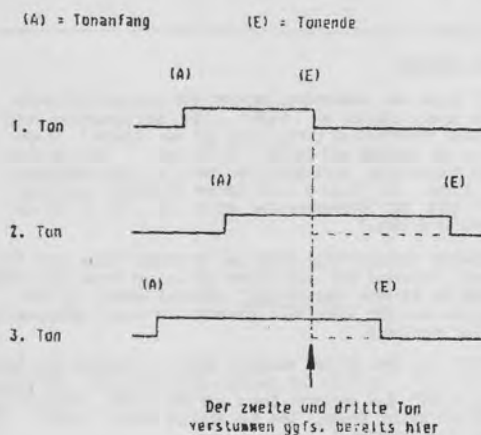 (A) = Tonanfang (E) = Tonende
(A) (E)
1. Ton
(A) (E)
2. Ton
(A) (E)
3. Ton
Der zweite und dritte Ton
verstummen ggfs. bereits hier